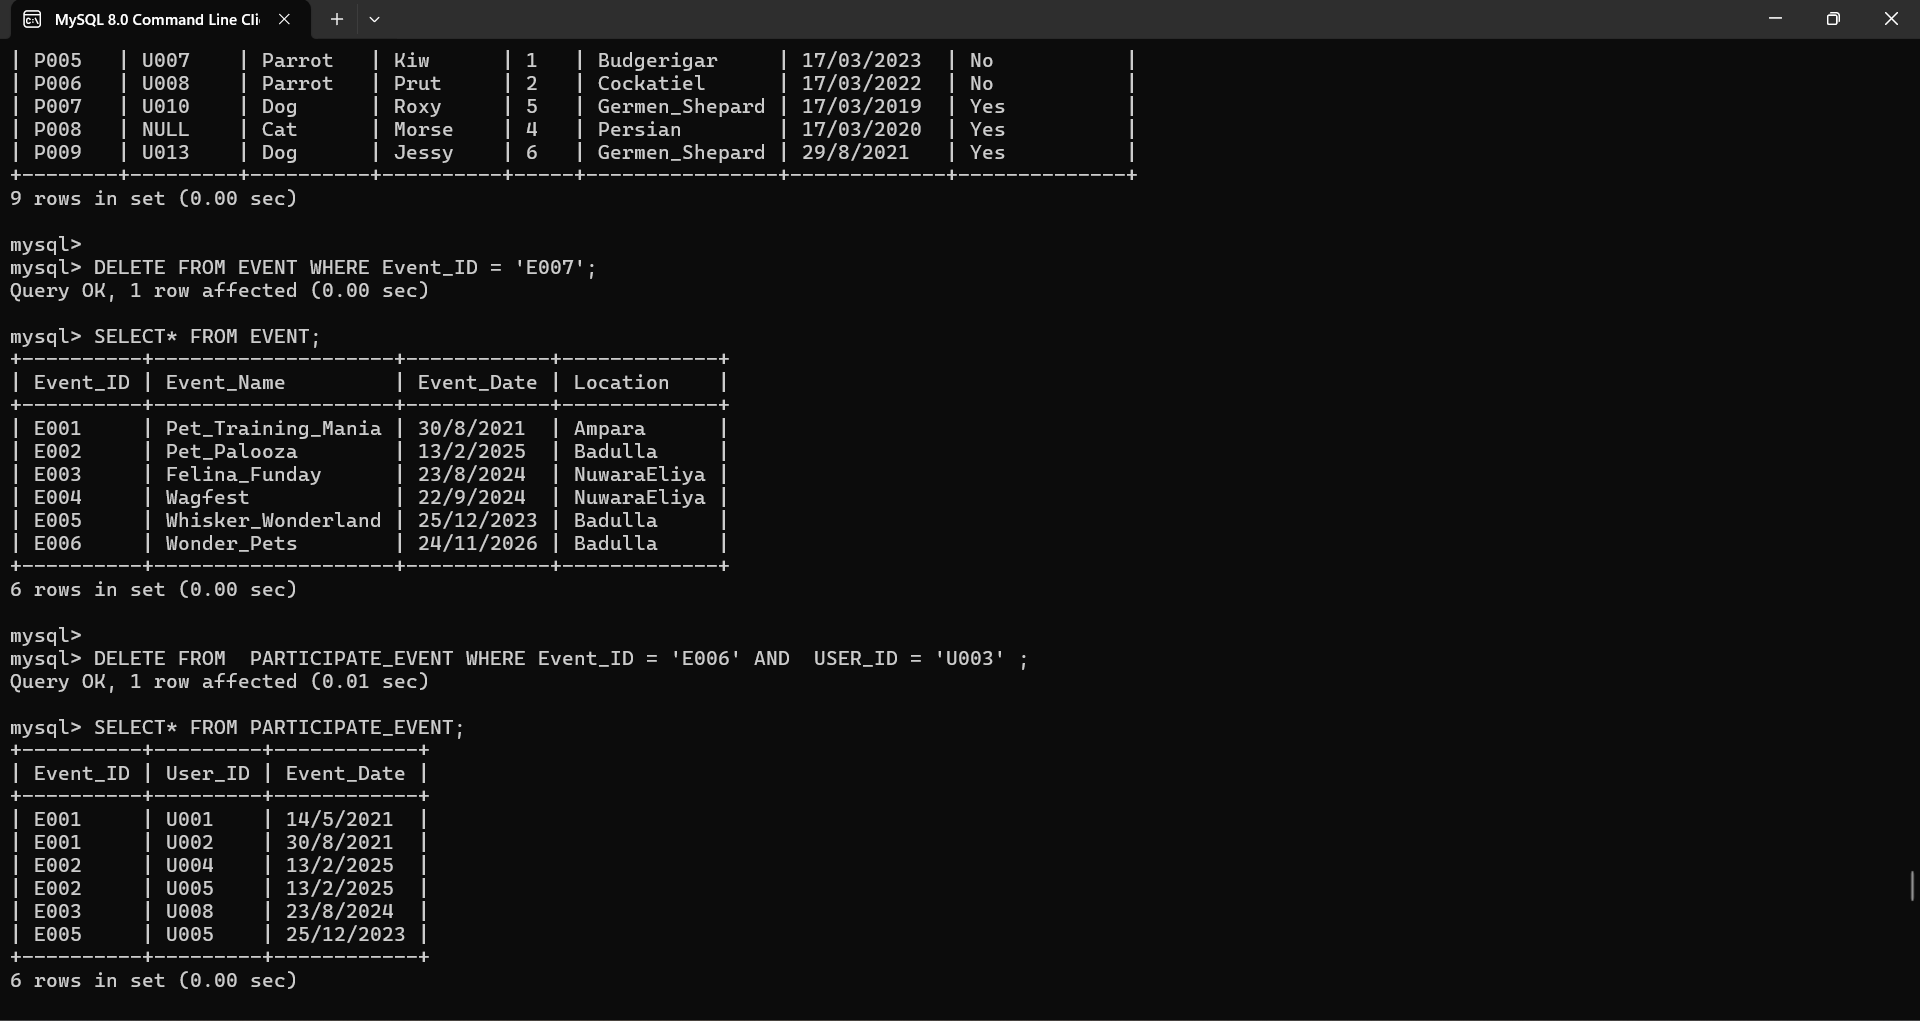 MySQL 8.0 Command Line Cli
| P005   | U007    | Parrot   | Kiw      | 1   | Budgerigar     | 17/03/2023  | No           |
| P006   | U008    | Parrot   | Prut     | 2   | Cockatiel      | 17/03/2022  | No           |
| P007   | U010    | Dog      | Roxy     | 5   | Germen_Shepard | 17/03/2019  | Yes          |
| P008   | NULL    | Cat      | Morse    | 4   | Persian        | 17/03/2020  | Yes          |
| P009   | U013    | Dog      | Jessy    | 6   | Germen_Shepard | 29/8/2021   | Yes          |
+--------+---------+----------+----------+-----+----------------+-------------+--------------+
9 rows in set (0.00 sec)

mysql>
mysql> DELETE FROM EVENT WHERE Event_ID = 'E007';
Query OK, 1 row affected (0.00 sec)

mysql> SELECT* FROM EVENT;
+----------+--------------------+------------+-------------+
| Event_ID | Event_Name         | Event_Date | Location    |
+----------+--------------------+------------+-------------+
| E001     | Pet_Training_Mania | 30/8/2021  | Ampara      |
| E002     | Pet_Palooza        | 13/2/2025  | Badulla     |
| E003     | Felina_Funday      | 23/8/2024  | NuwaraEliya |
| E004     | Wagfest            | 22/9/2024  | NuwaraEliya |
| E005     | Whisker_Wonderland | 25/12/2023 | Badulla     |
| E006     | Wonder_Pets        | 24/11/2026 | Badulla     |
+----------+--------------------+------------+-------------+
6 rows in set (0.00 sec)

mysql>
mysql> DELETE FROM  PARTICIPATE_EVENT WHERE Event_ID = 'E006' AND  USER_ID = 'U003' ;
Query OK, 1 row affected (0.01 sec)

mysql> SELECT* FROM PARTICIPATE_EVENT;
+----------+---------+------------+
| Event_ID | User_ID | Event_Date |
+----------+---------+------------+
| E001     | U001    | 14/5/2021  |
| E001     | U002    | 30/8/2021  |
| E002     | U004    | 13/2/2025  |
| E002     | U005    | 13/2/2025  |
| E003     | U008    | 23/8/2024  |
| E005     | U005    | 25/12/2023 |
+----------+---------+------------+
6 rows in set (0.00 sec)